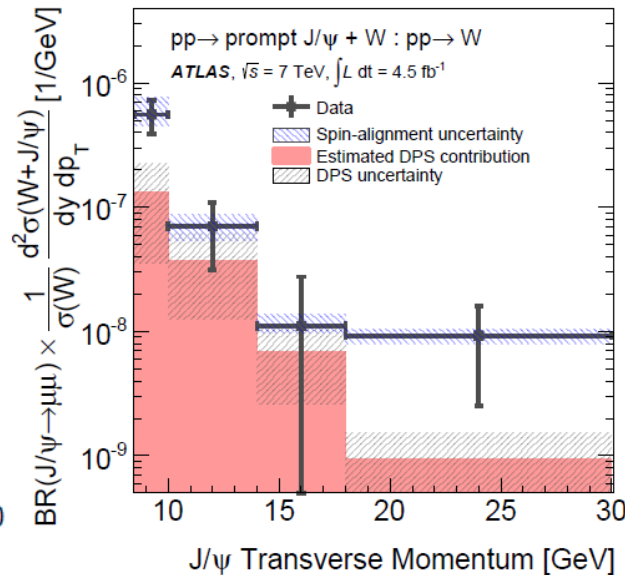 pp→ prompt J/ψ + W : pp→ W
ATLAS, √s = 7 TeV, ∫L dt = 4.5 fb⁻¹
Data
Spin-alignment uncertainty
Estimated DPS contribution
DPS uncertainty
BR(J/ψ→μμ) × 1/σ(W) d²σ(W+J/ψ)/dy dp_T [1/GeV]
10⁻⁶
10⁻⁷
10⁻⁸
10⁻⁹
0
10 15 20 25 30
J/ψ Transverse Momentum [GeV]